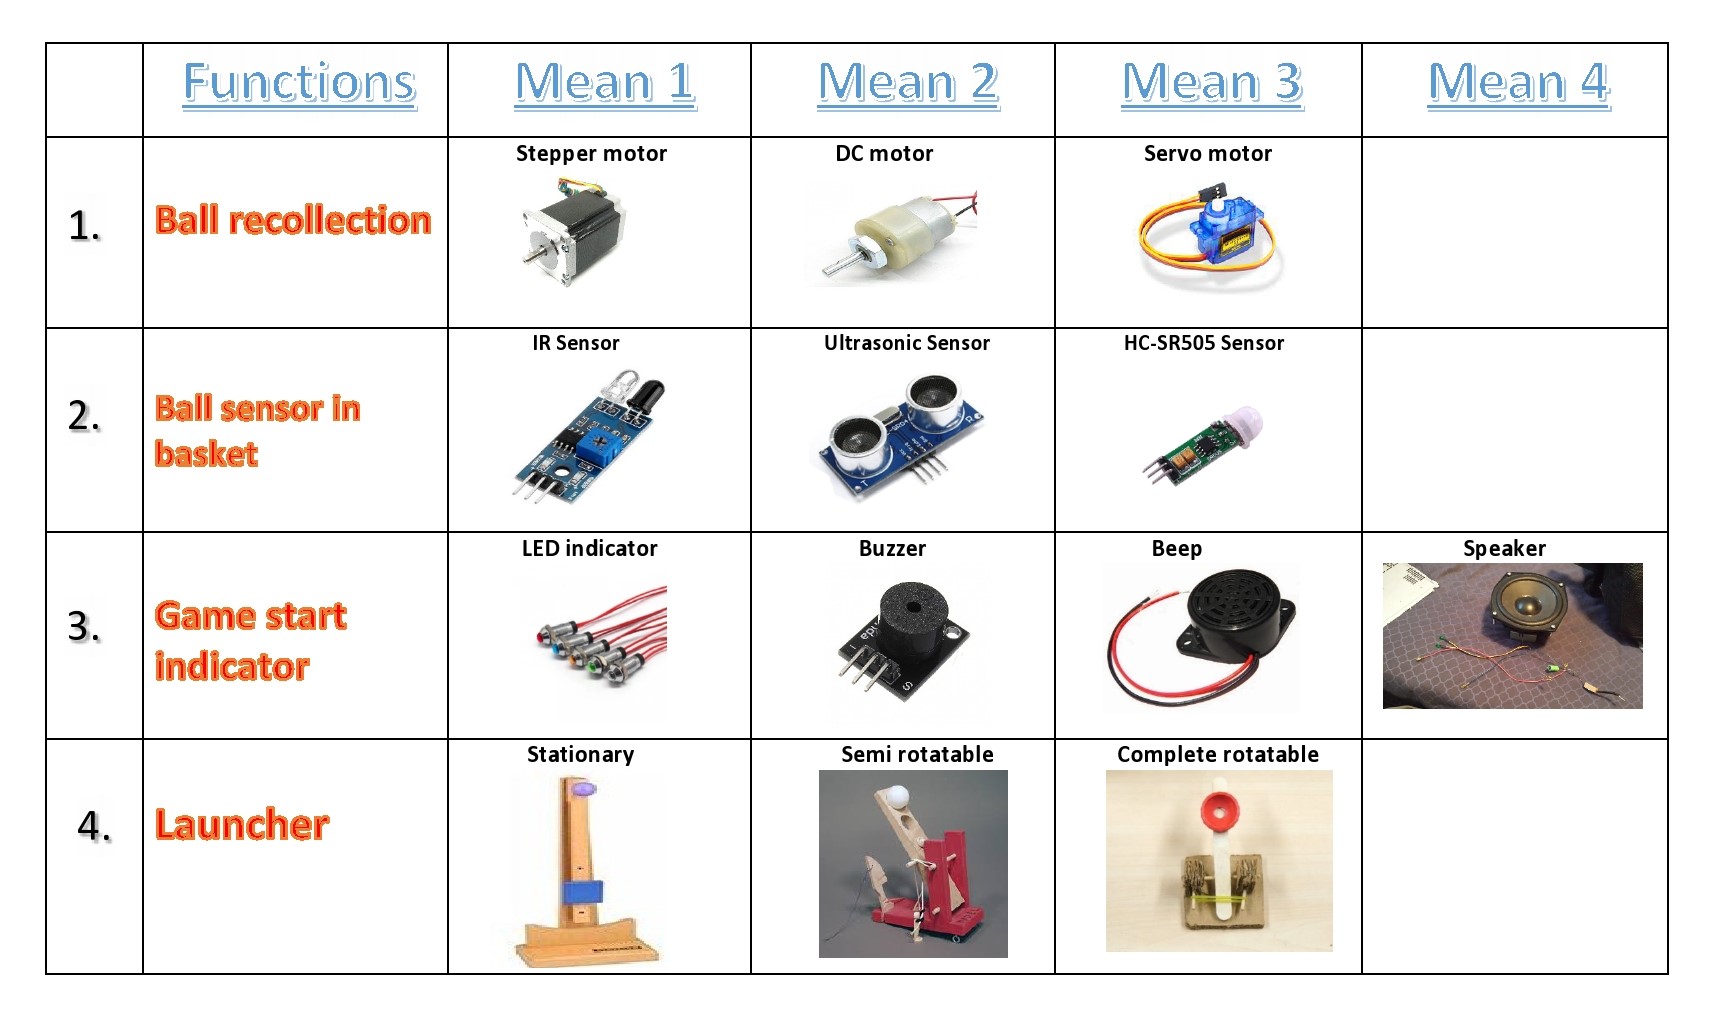 Functions
Mean 1
Mean 2
Mean 3
Mean 4
1.
Ball recollection
Stepper motor
DC motor
Servo motor
2.
Ball sensor in
basket
IR Sensor
Ultrasonic Sensor
HC-SR505 Sensor
3.
Game start
indicator
LED indicator
Buzzer
Beep
Speaker
S
4.
Launcher
Stationary
Semi rotatable
Complete rotatable